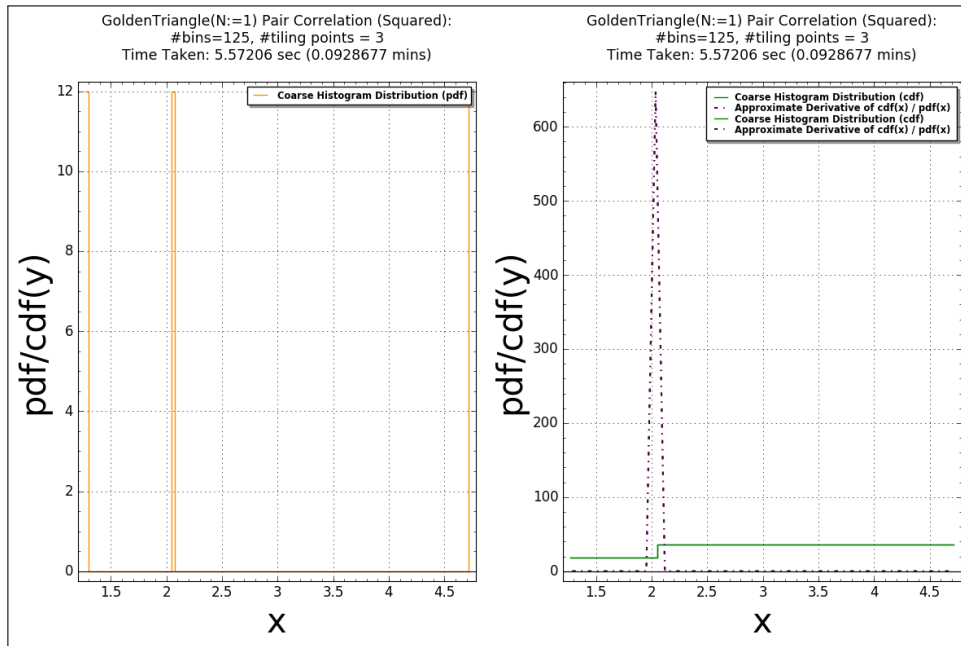 GoldenTriangle(N:=1) Pair Correlation (Squared):
#bins=125, #tiling points = 3
Time Taken: 5.57206 sec (0.0928677 mins)
Coarse Histogram Distribution (pdf)
pdf/cdf(y)
12
10
8
6
4
2
0
1.5
2
2.5
3
3.5
4
4.5
x
GoldenTriangle(N:=1) Pair Correlation (Squared):
#bins=125, #tiling points = 3
Time Taken: 5.57206 sec (0.0928677 mins)
Coarse Histogram Distribution (cdf)
Approximate Derivative of cdf(x) / pdf(x)
Coarse Histogram Distribution (cdf)
Approximate Derivative of cdf(x) / pdf(x)
pdf/cdf(y)
600
500
400
300
200
100
0
1.5
2
2.5
3
3.5
4
4.5
x